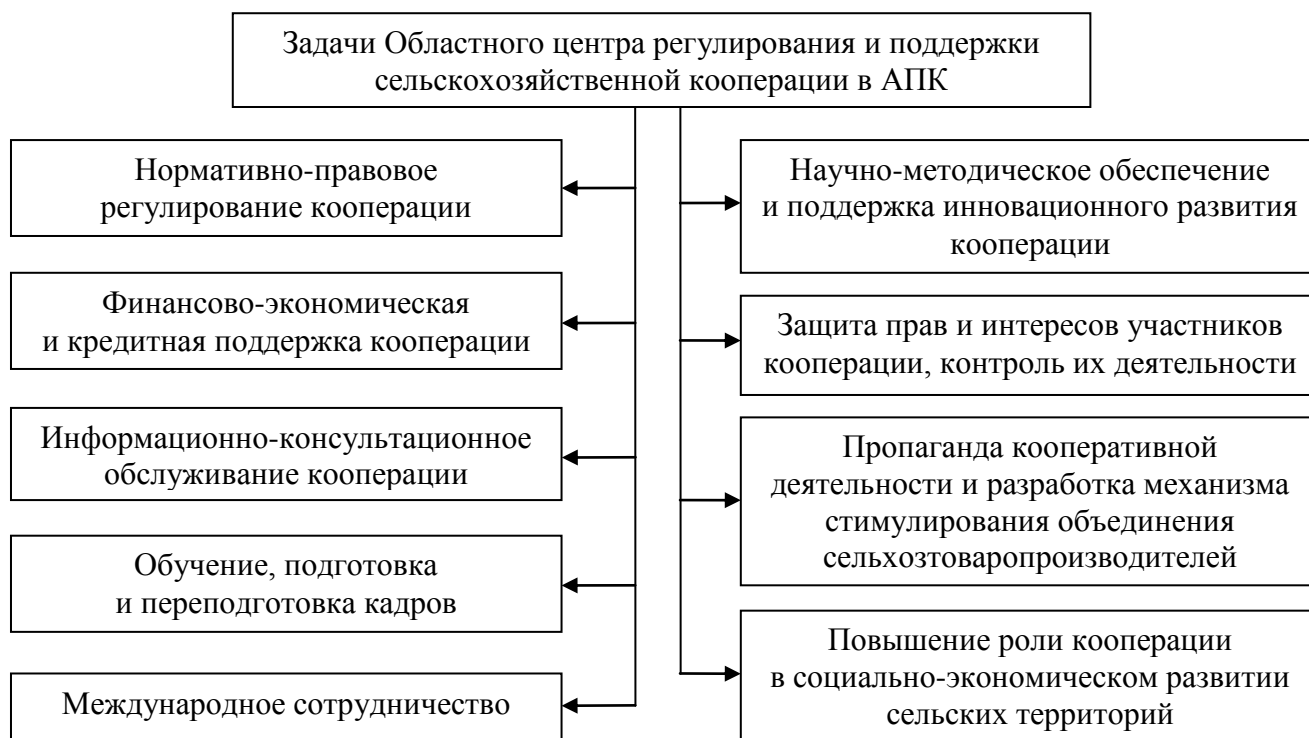 Задачи Областного центра регулирования и поддержки
сельскохозяйственной кооперации в АПК
Нормативно-правовое
регулирование кооперации
Финансово-экономическая
и кредитная поддержка кооперации
Информационно-консультационное
обслуживание кооперации
Обучение, подготовка
и переподготовка кадров
Международное сотрудничество
Научно-методическое обеспечение
и поддержка инновационного развития
кооперации
Защита прав и интересов участников
кооперации, контроль их деятельности
Пропаганда кооперативной
деятельности и разработка механизма
стимулирования объединения
сельхозтоваропроизводителей
Повышение роли кооперации
в социально-экономическом развитии
сельских территорий